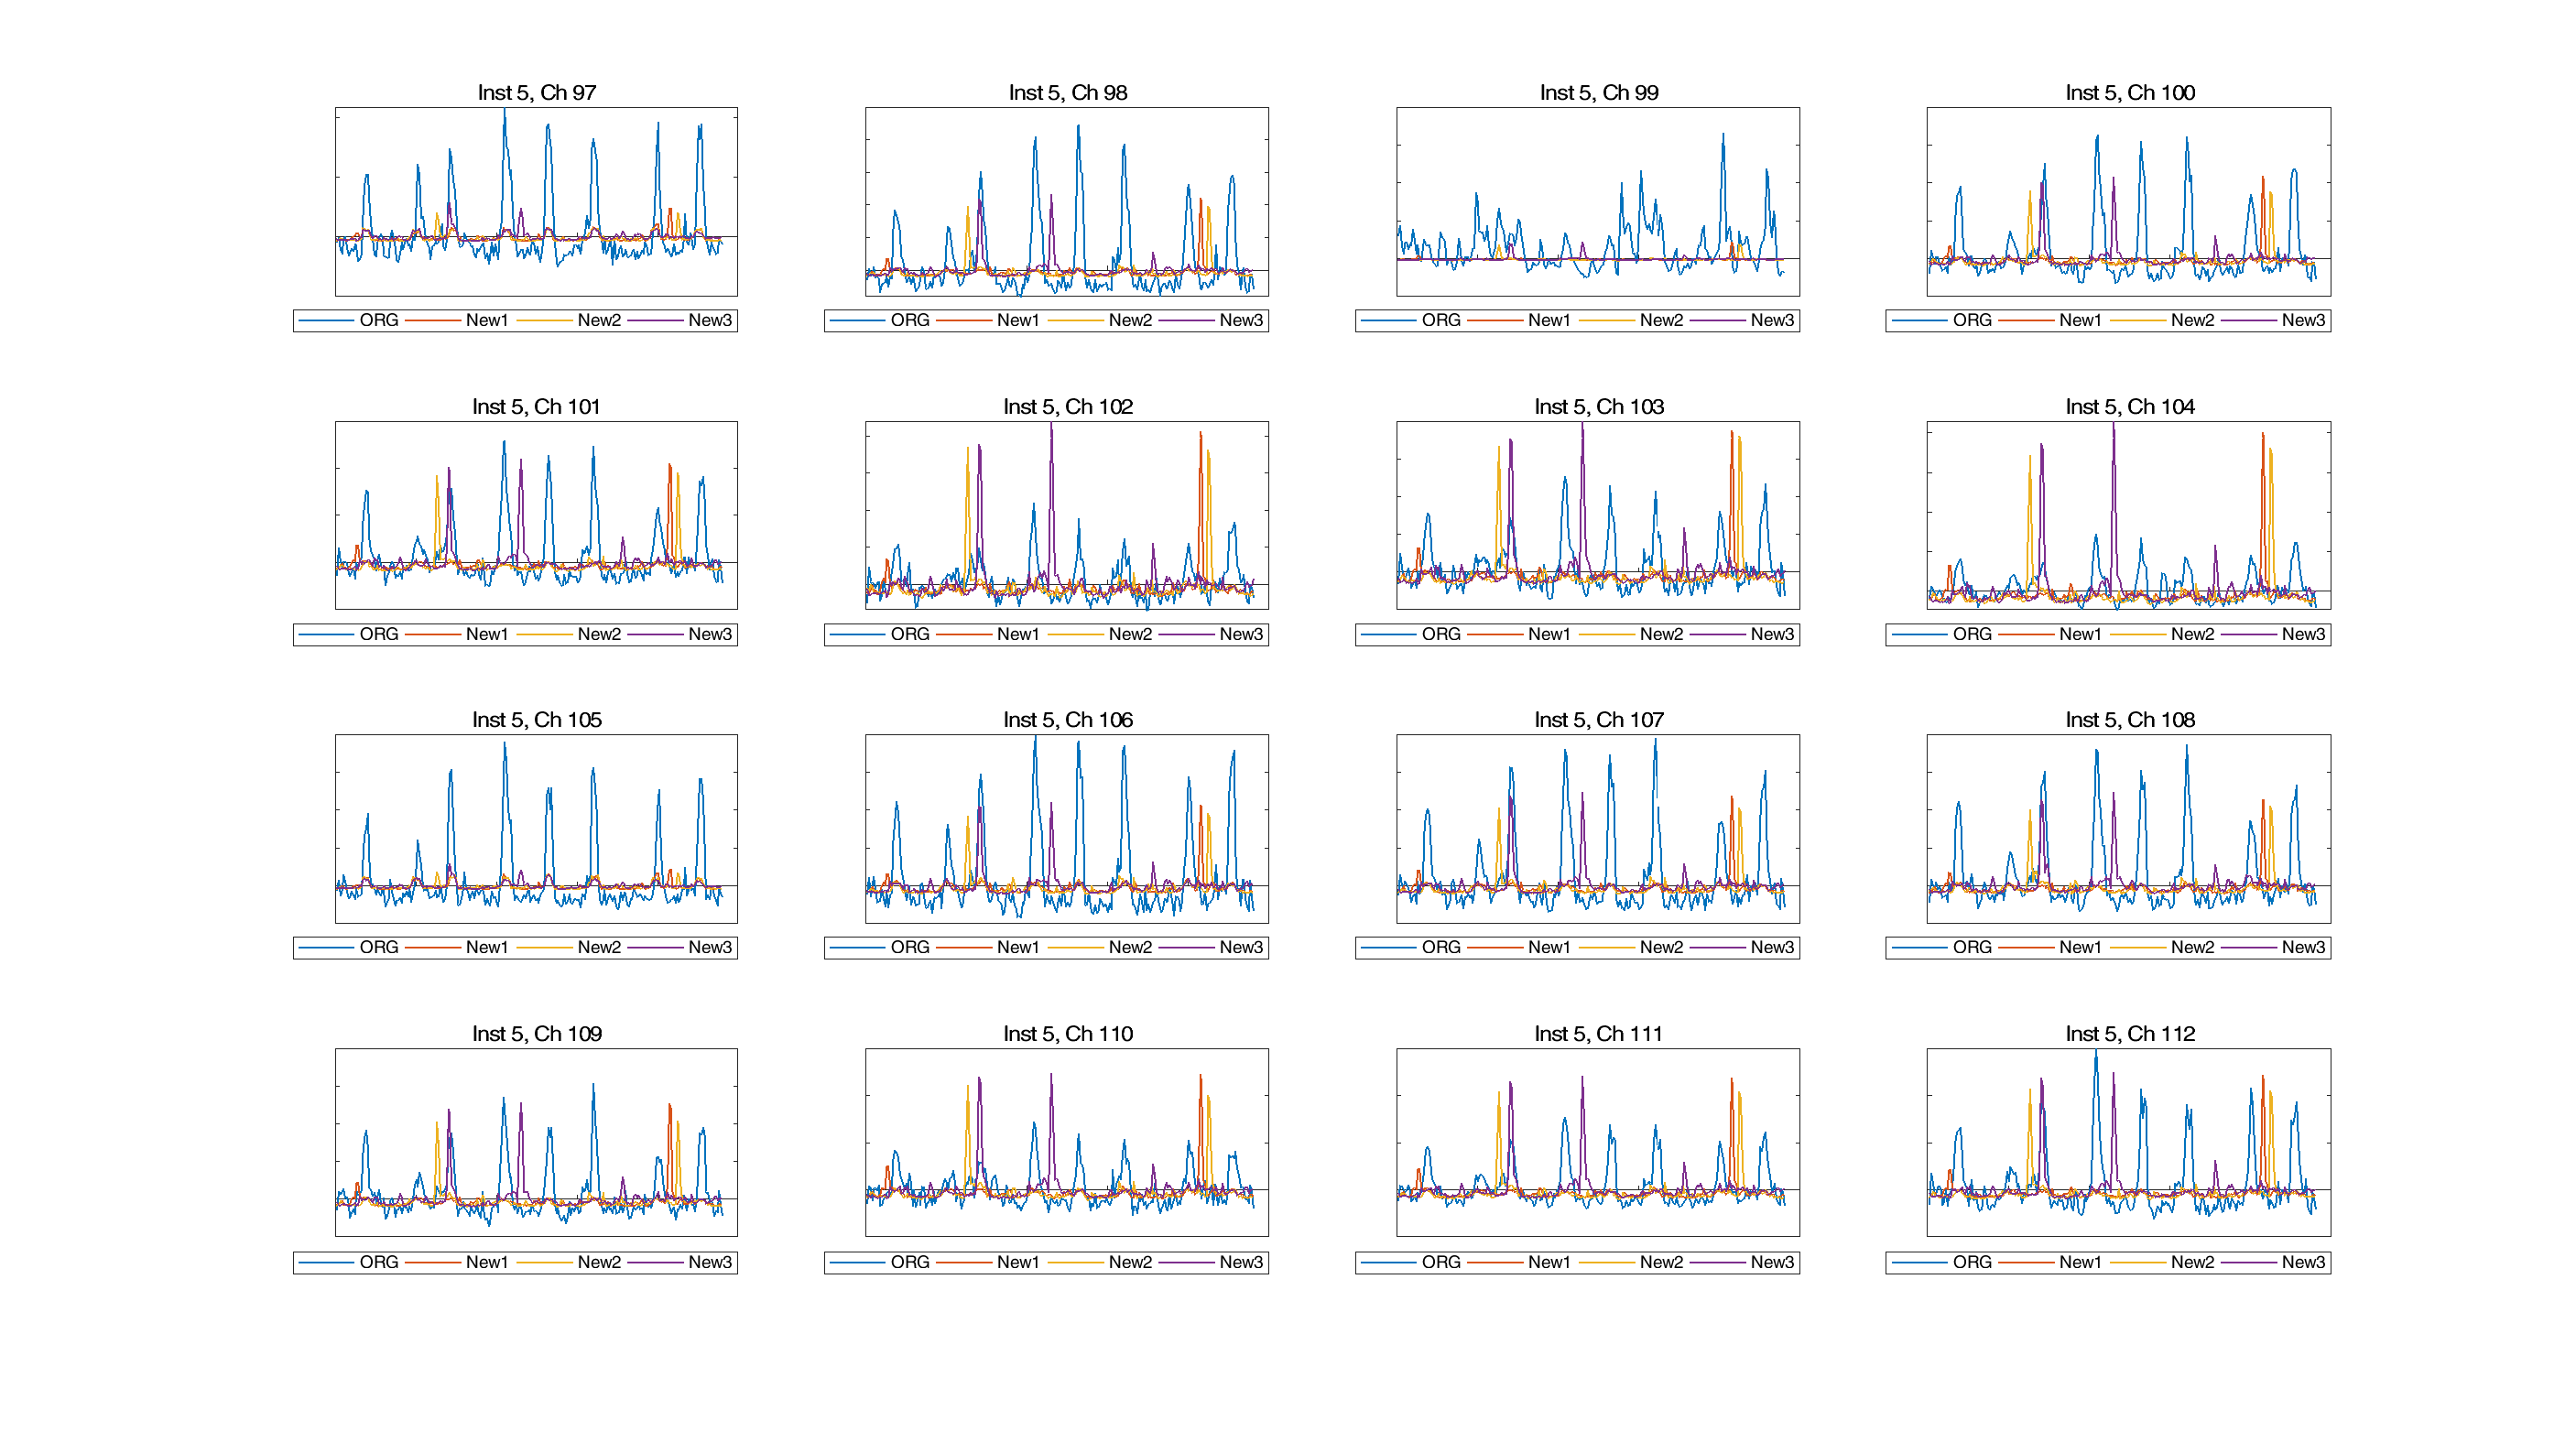 Inst 5, Ch 97
Inst 5, Ch 98
Inst 5, Ch 99
Inst 5, Ch 100
ORG New1 New2 New3
ORG New1 New2 New3
ORG New1 New2 New3
ORG New1 New2 New3
Inst 5, Ch 101
Inst 5, Ch 102
Inst 5, Ch 103
Inst 5, Ch 104
ORG New1 New2 New3
ORG New1 New2 New3
ORG New1 New2 New3
ORG New1 New2 New3
Inst 5, Ch 105
Inst 5, Ch 106
Inst 5, Ch 107
Inst 5, Ch 108
ORG New1 New2 New3
ORG New1 New2 New3
ORG New1 New2 New3
ORG New1 New2 New3
Inst 5, Ch 109
Inst 5, Ch 110
Inst 5, Ch 111
Inst 5, Ch 112
ORG New1 New2 New3
ORG New1 New2 New3
ORG New1 New2 New3
ORG New1 New2 New3